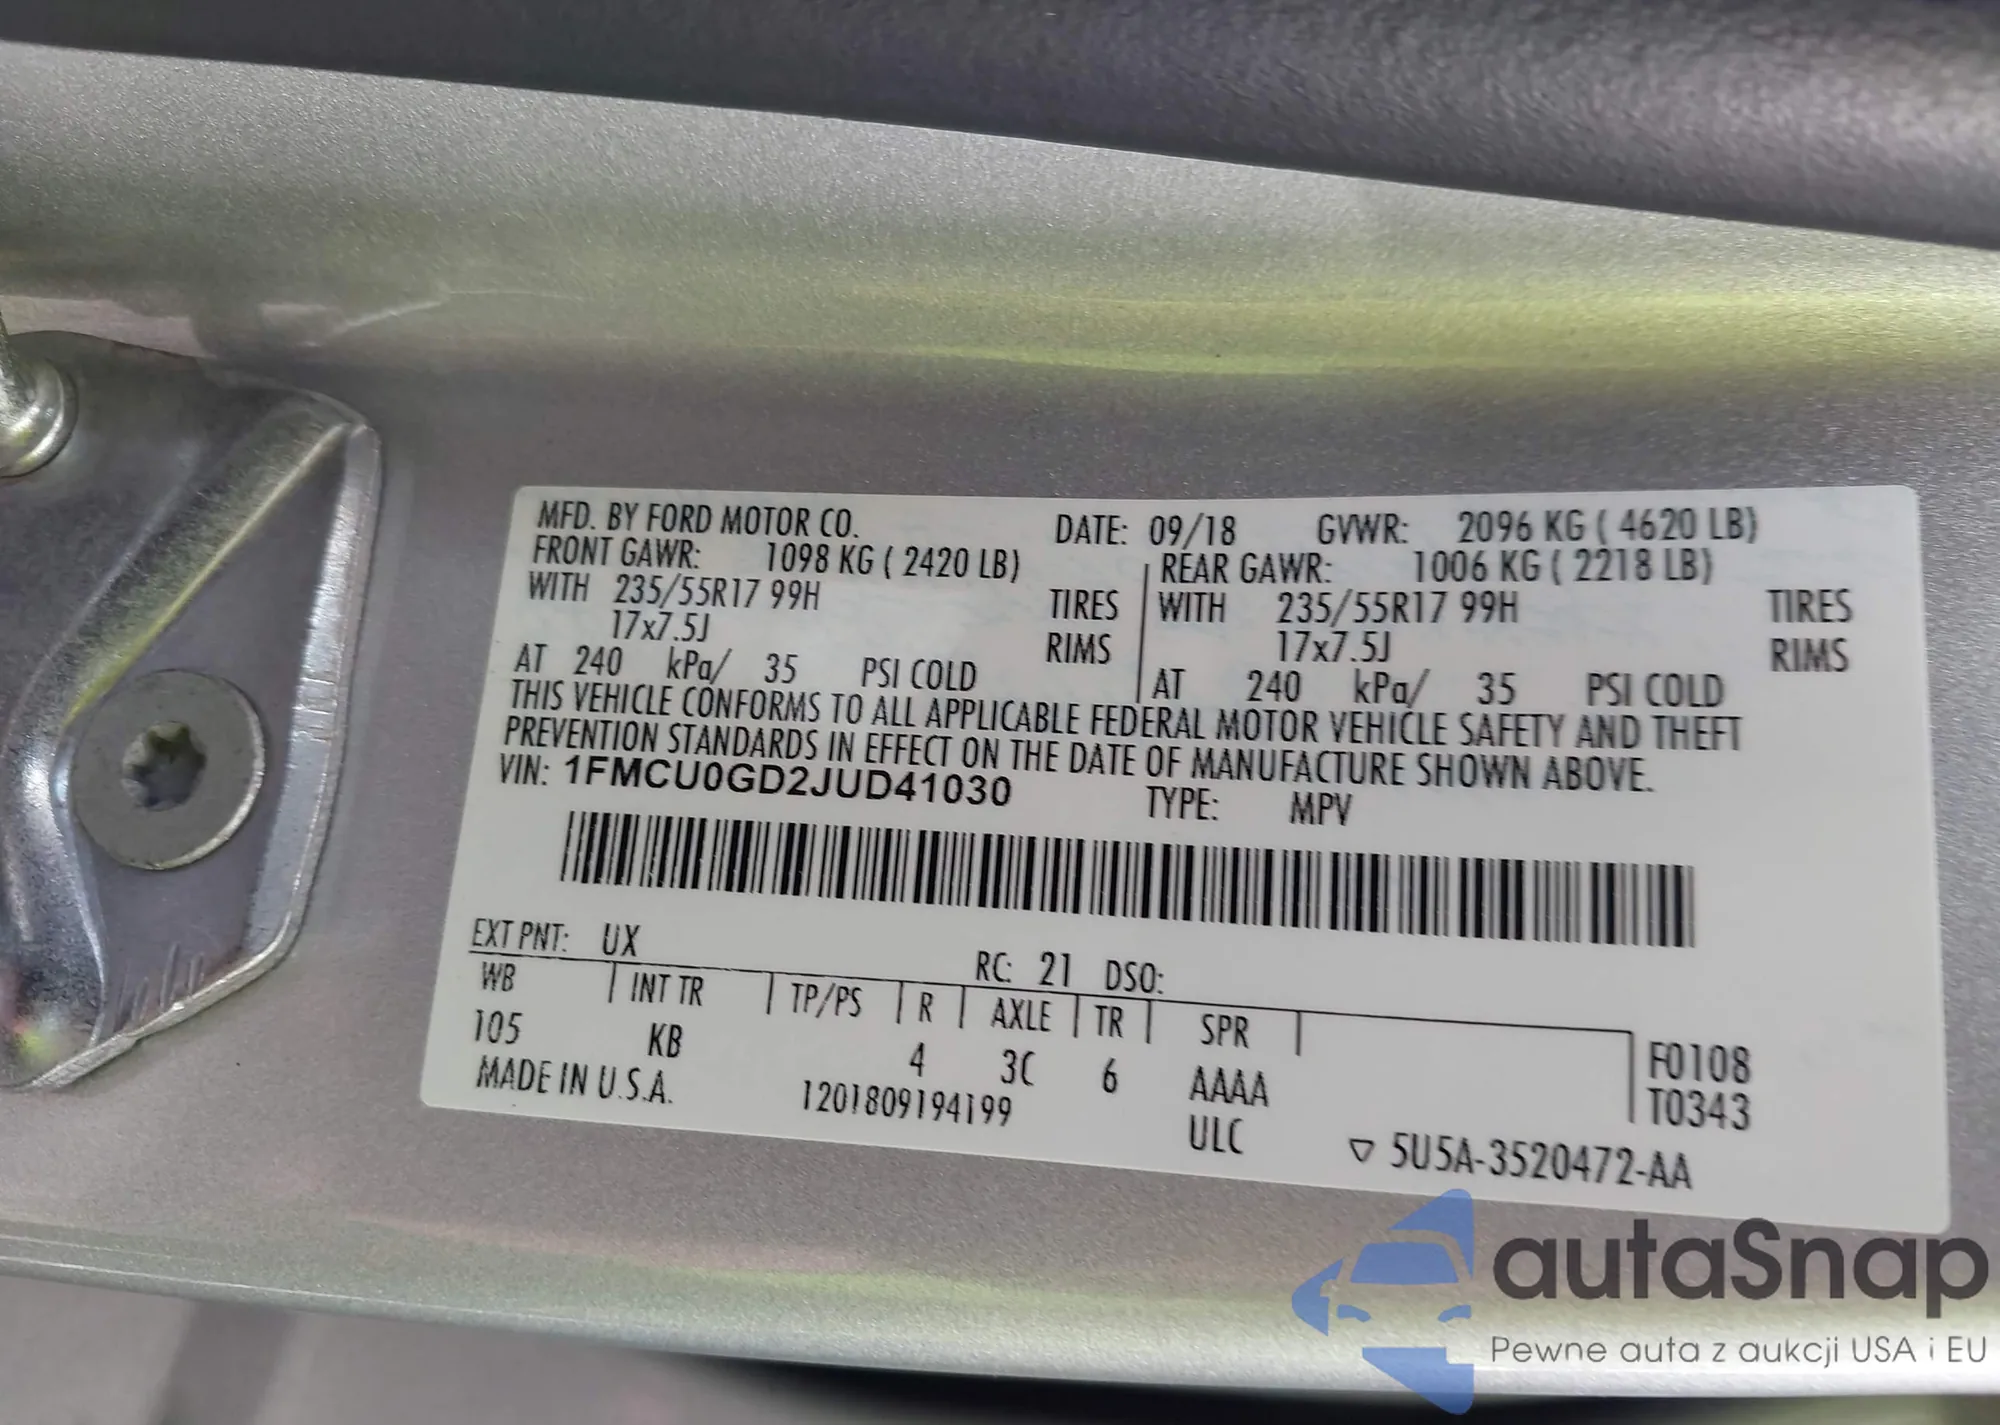 MFD. BY FORD MOTOR CO. DATE: 09/18 GVWR: 2096 KG ( 4620 LB)
FRONT GAWR: 1098 KG ( 2420 LB) REAR GAWR: 1006 KG ( 2218 LB)
WITH 235/55R17 99H TIRES WITH 235/55R17 99H TIRES
17x7.5J RIMS 17x7.5J RIMS
AT 240 kPa/ 35 PSI COLD AT 240 kPa/ 35 PSI COLD
THIS VEHICLE CONFORMS TO ALL APPLICABLE FEDERAL MOTOR VEHICLE SAFETY AND THEFT
PREVENTION STANDARDS IN EFFECT ON THE DATE OF MANUFACTURE SHOWN ABOVE.
VIN: 1FMCU0GD2JUD41030 TYPE: MPV
EXT PNT: UX RC: 21 DSO:
WB INT TR TP/PS R AXLE TR SPR
105 KB 4 3C 6 AAAA F0108
MADE IN U.S.A. 1201809194199 ULC T0343
▽ 5U5A-3520472-AA
autaSnap
Pewne auta z aukcji USA i EU